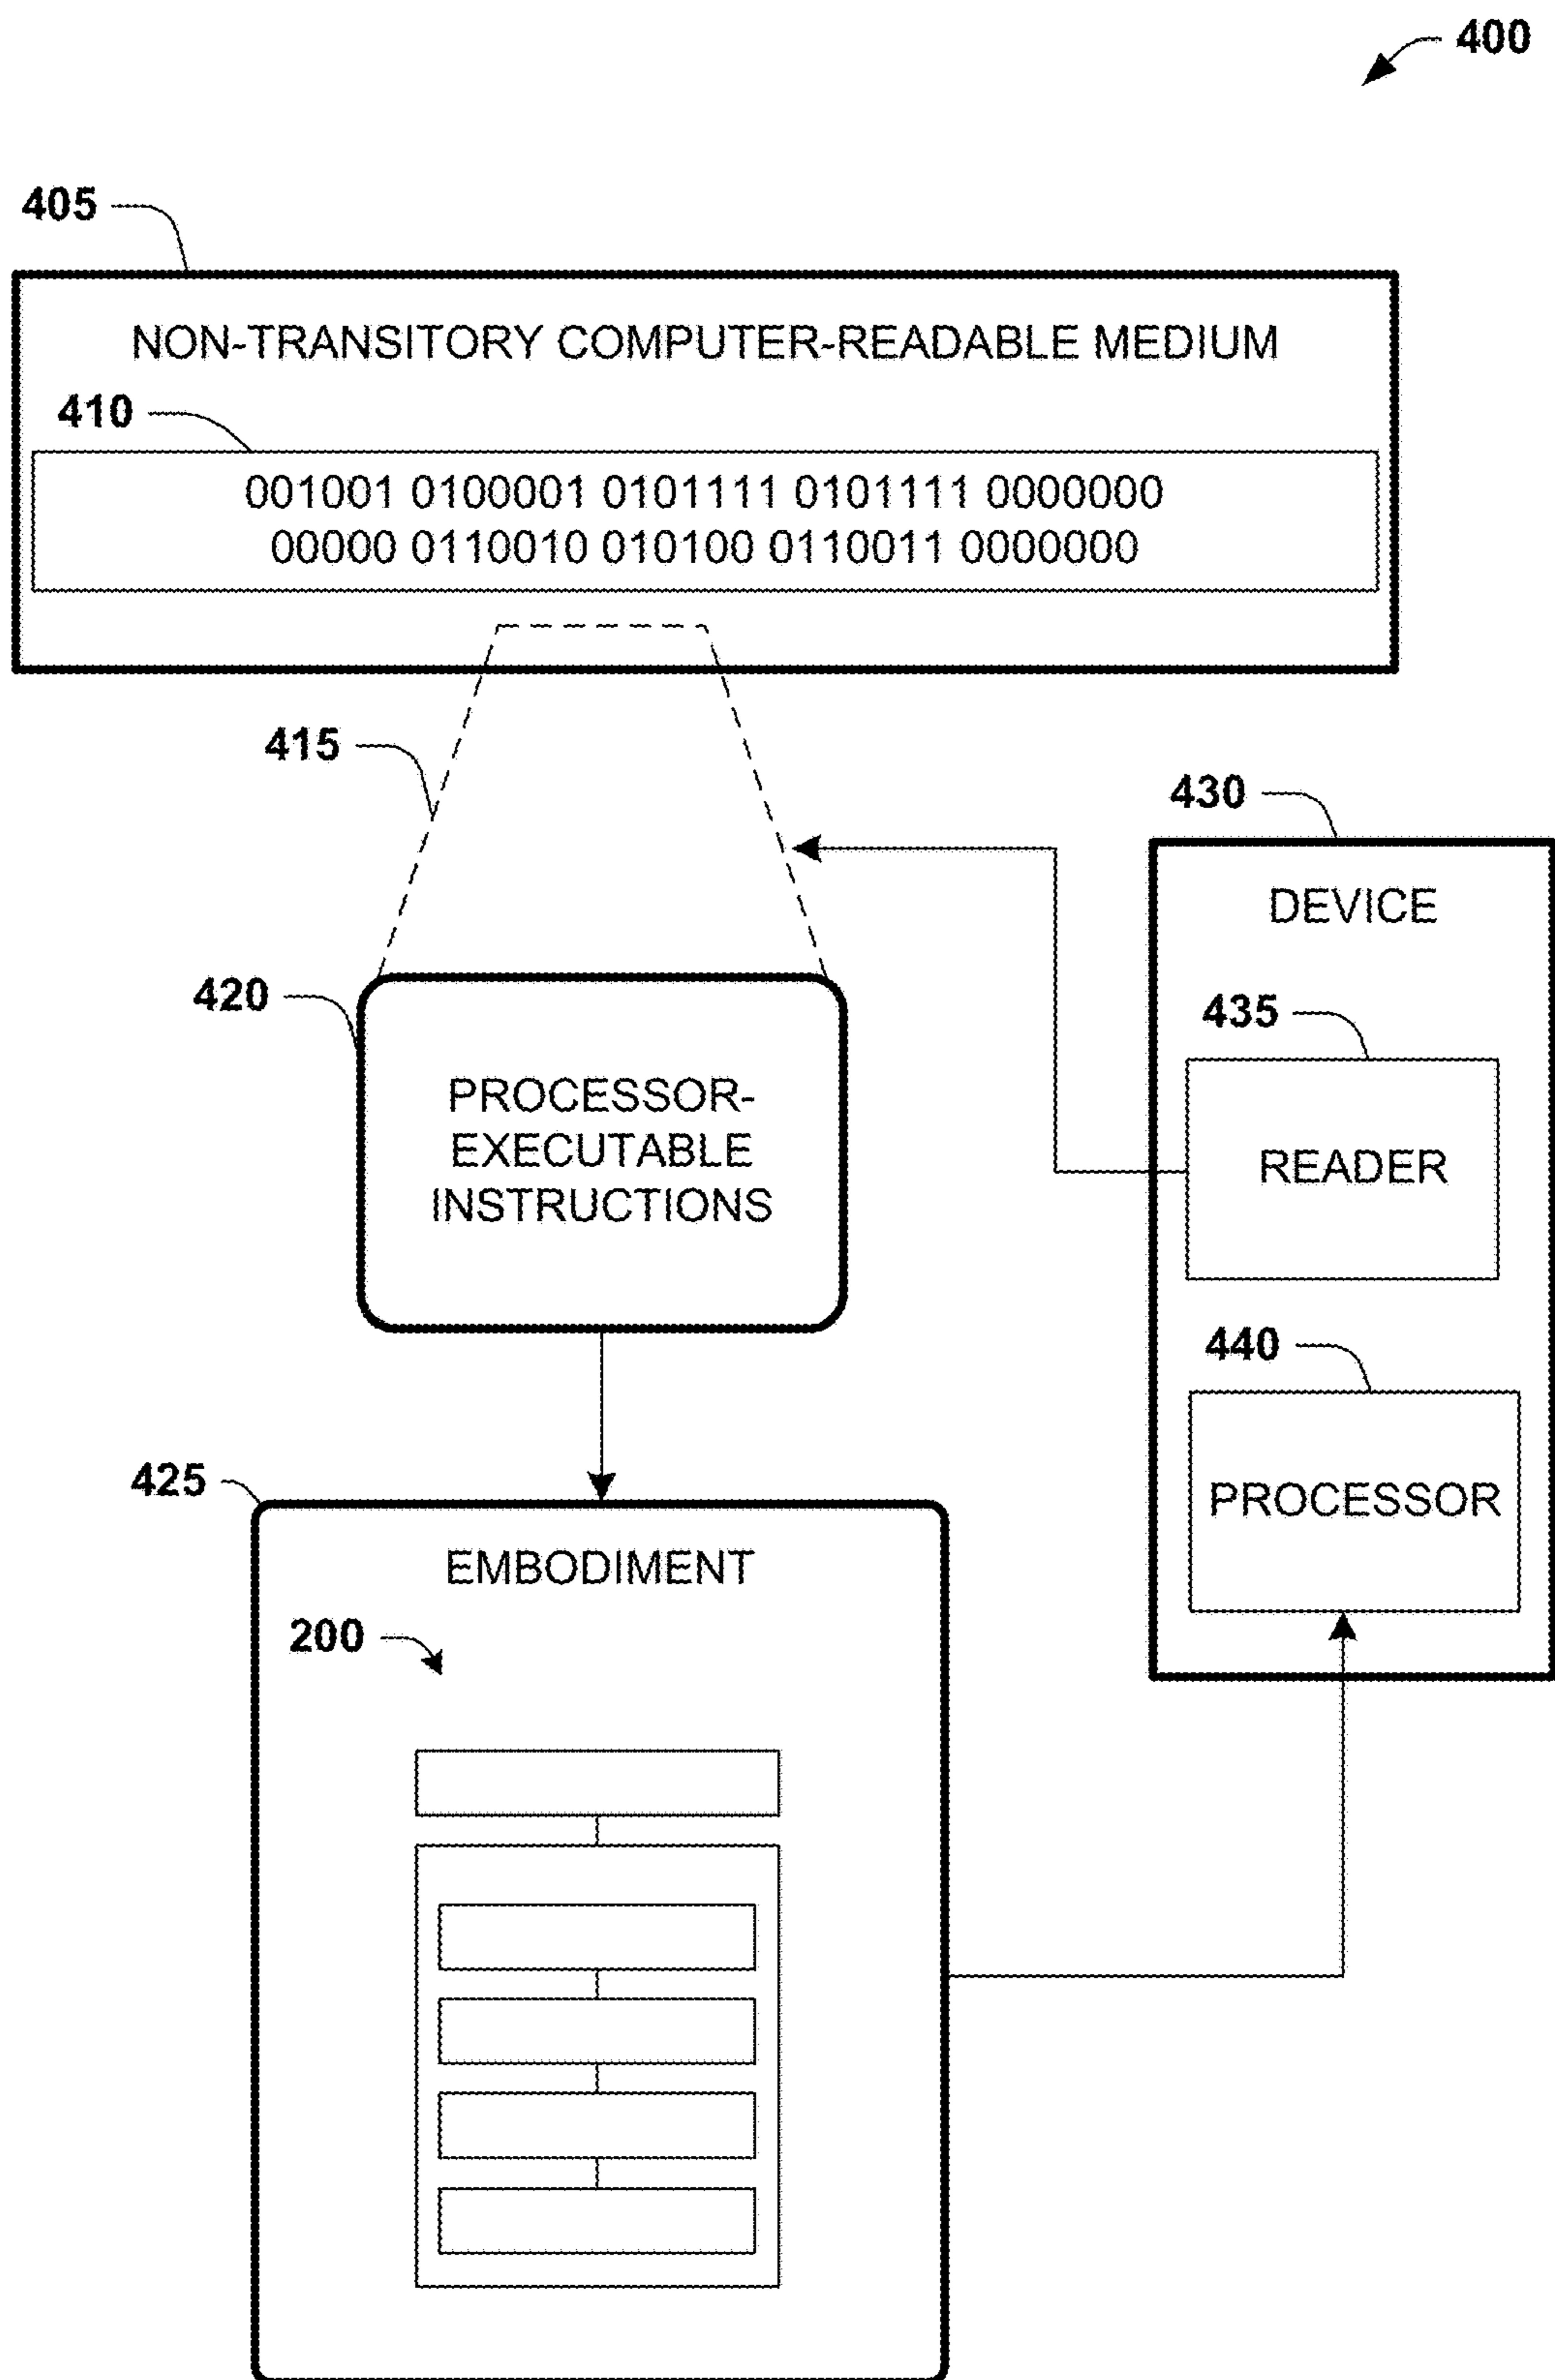 400
405
NON-TRANSITORY COMPUTER-READABLE MEDIUM
410
001001 0100001 0101111 0101111 0000000
00000 0110010 010100 0110011 0000000
415
430
DEVICE
420
435
PROCESSOR-
EXECUTABLE
INSTRUCTIONS
READER
440
PROCESSOR
425
EMBODIMENT
200